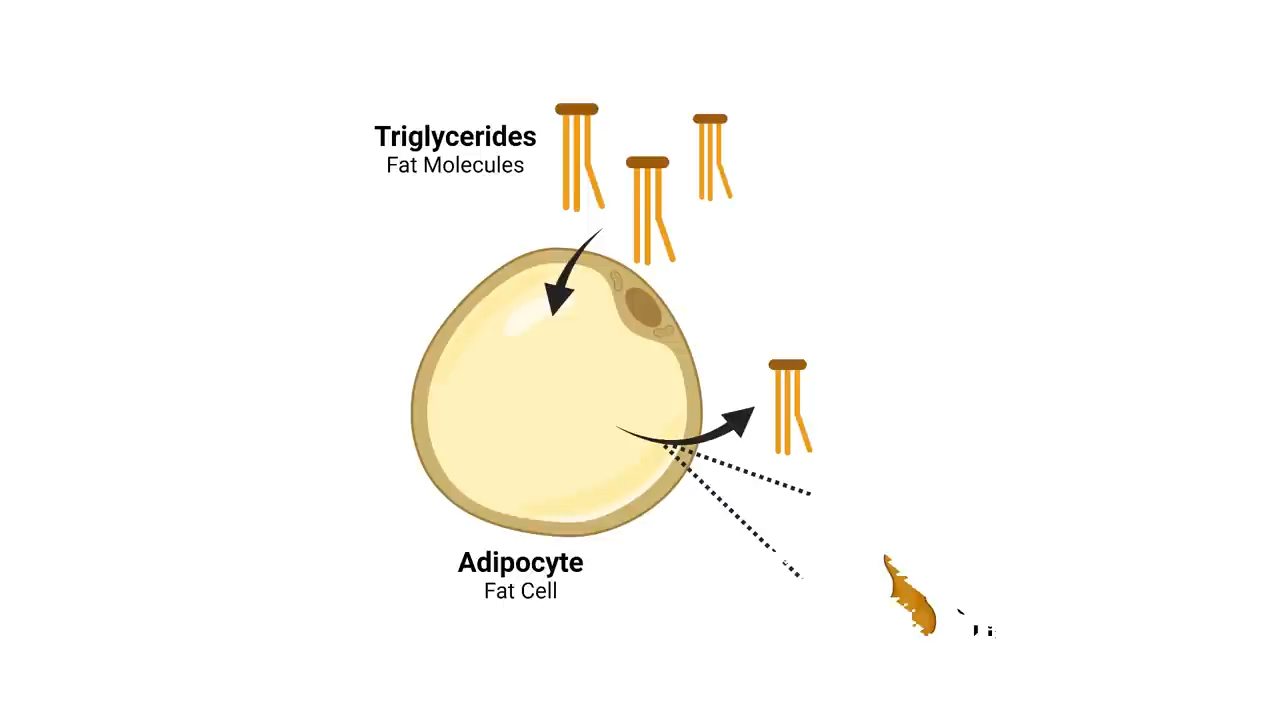 Triglycerides
Fat Molecules
Adipocyte
Fat Cell